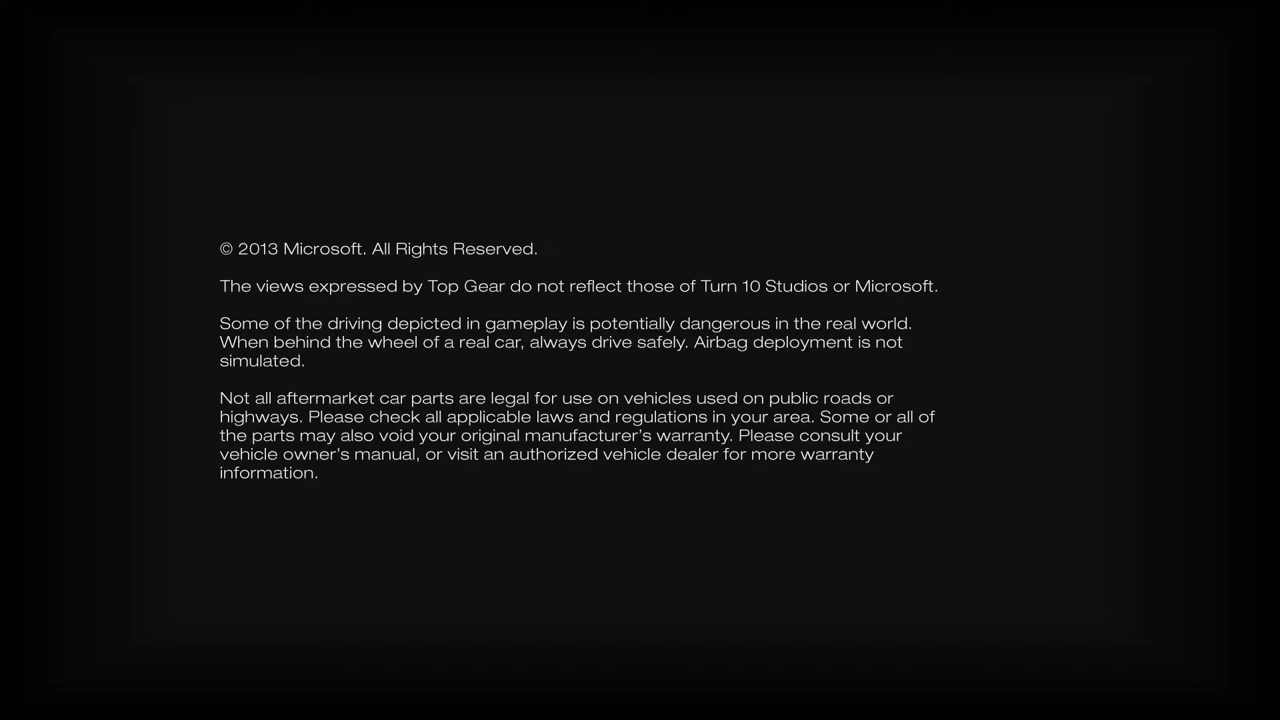 © 2013 Microsoft. All Rights Reserved.
The views expressed by Top Gear do not reflect those of Turn 10 Studios or Microsoft.
Some of the driving depicted in gameplay is potentially dangerous in the real world.
When behind the wheel of a real car, always drive safely. Airbag deployment is not
simulated.
Not all aftermarket car parts are legal for use on vehicles used on public roads or
highways. Please check all applicable laws and regulations in your area. Some or all of
the parts may also void your original manufacturer's warranty. Please consult your
vehicle owner's manual, or visit an authorized vehicle dealer for more warranty
information.